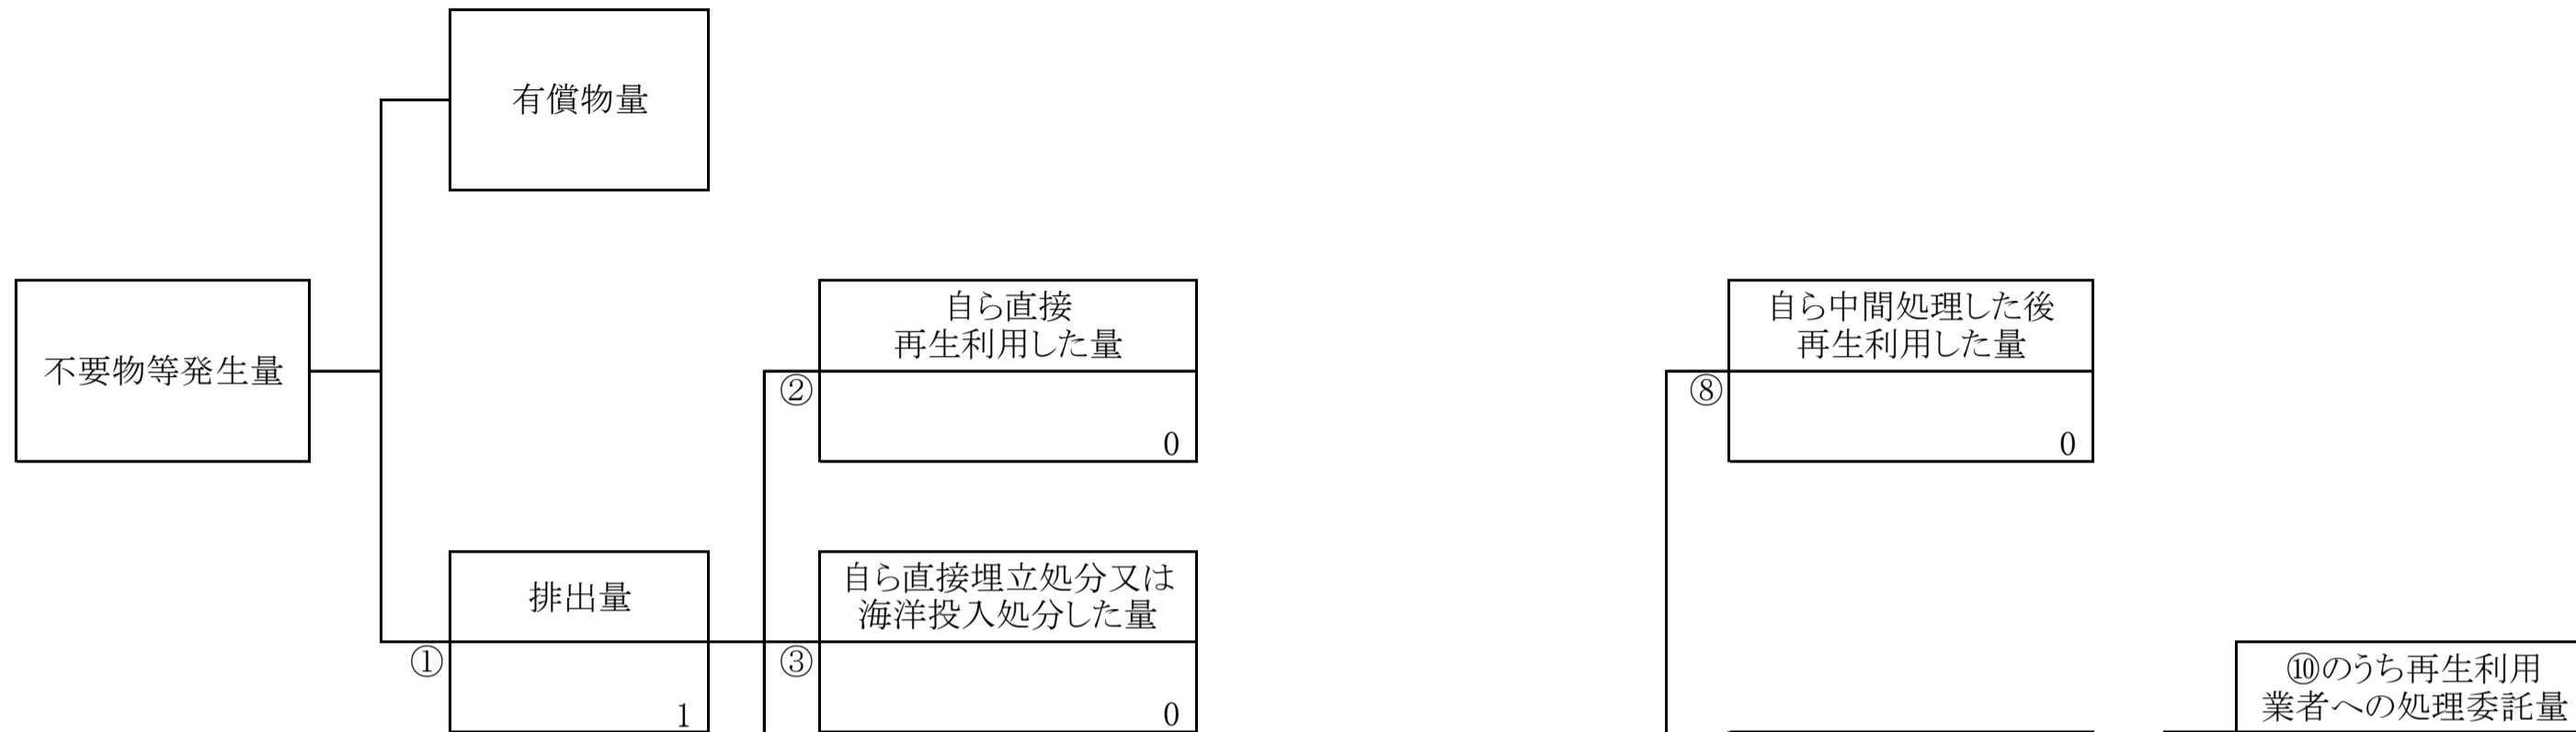 有償物量
不要物等発生量
自ら直接
再生利用した量
②
0
自ら中間処理した後
再生利用した量
⑧
0
排出量
①
1
自ら直接埋立処分又は
海洋投入処分した量
③
0
⑩のうち再生利用
業者への処理委託量